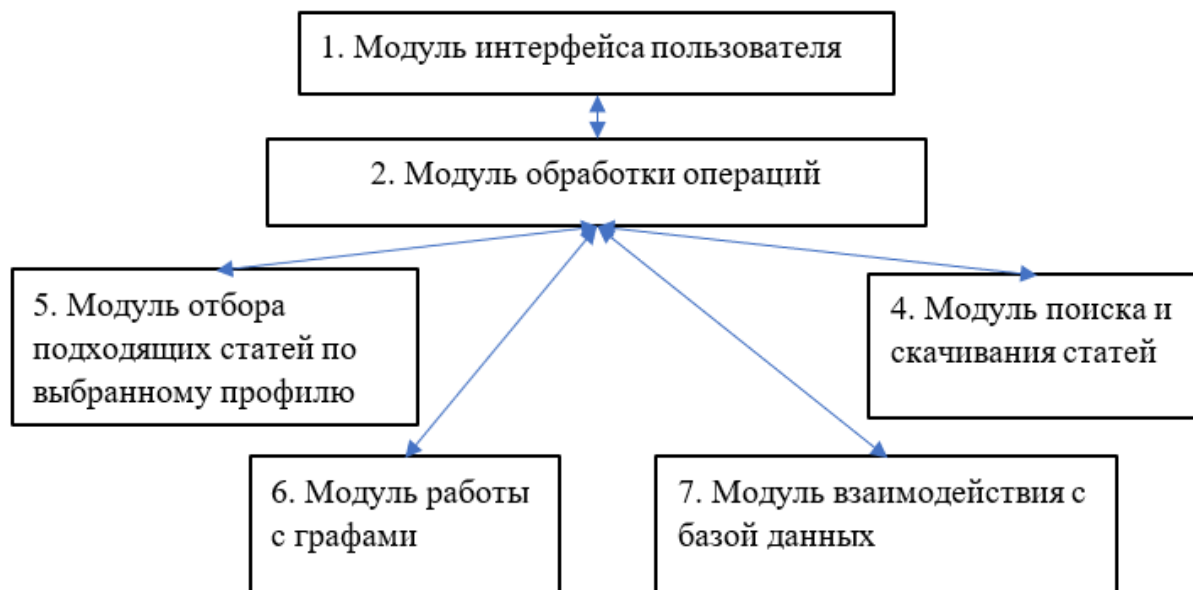 1. Модуль интерфейса пользователя
2. Модуль обработки операций
5. Модуль отбора
подходящих статей по
выбранному профилю
4. Модуль поиска и
скачивания статей
6. Модуль работы
с графами
7. Модуль взаимодействия с
базой данных